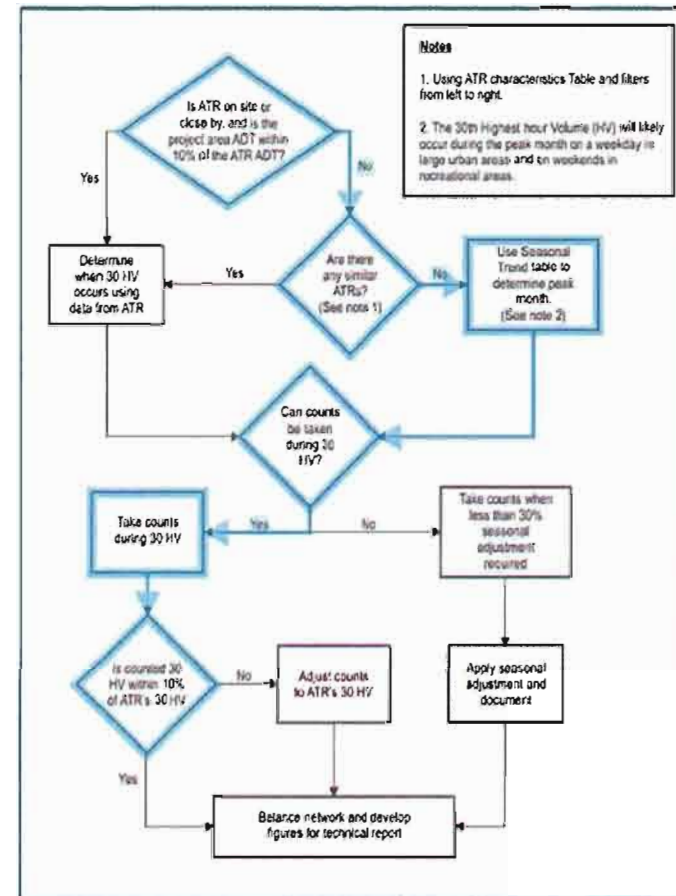 Notes
1. Using ATR characteristics Table and filters
from left to right.
2. The 30th Highest hour Volume (HV) will likely
occur during the peak month on a weekday in
large urban areas and on weekends in
recreational areas.
Is ATR on site or
close by, and is the
project area ADT within
10% of the ATR ADT?
Yes
No
Determine
when 30 HV
occurs using
data from ATR
Yes
Are there
any similar
ATRs?
(See note 1)
No
Use Seasonal
Trend table to
determine peak
month.
(See note 2)
Can counts
be taken
during 30
HV?
Take counts
during 30 HV
Yes
No
Take counts when
less than 30%
seasonal
adjustment
required
Is counted 30
HV within 10%
of ATR's 30 HV
No
Adjust counts
to ATR's 30 HV
Apply seasonal
adjustment and
document
Yes
Balance network and develop
figures for technical report